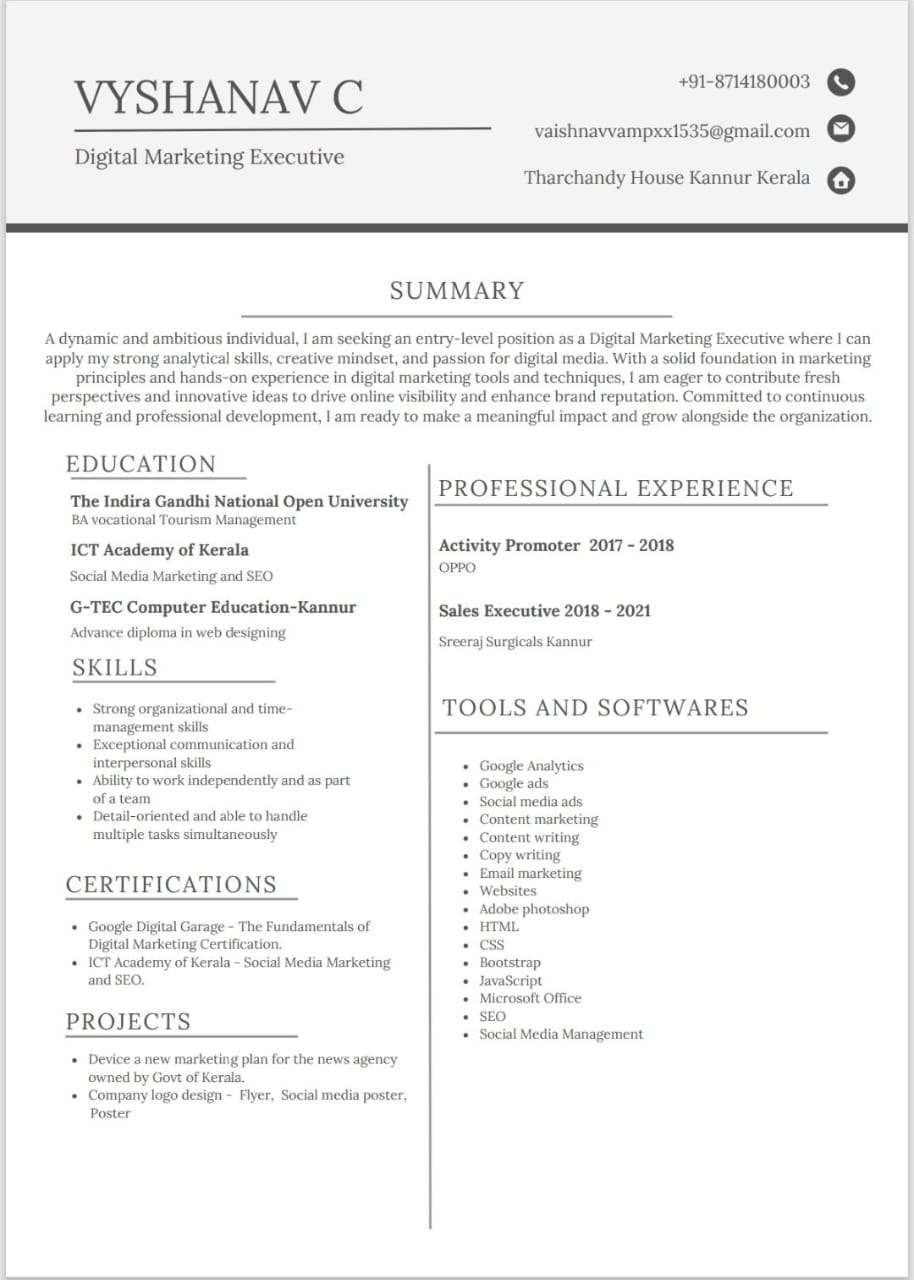 VYSHANAV C
Digital Marketing Executive
+91-8714180003
vaishnavvampxx1535@gmail.com
Tharchandy House Kannur Kerala
SUMMARY
A dynamic and ambitious individual, I am seeking an entry-level position as a Digital Marketing Executive where I can
apply my strong analytical skills, creative mindset, and passion for digital media. With a solid foundation in marketing
principles and hands-on experience in digital marketing tools and techniques, I am eager to contribute fresh
perspectives and innovative ideas to drive online visibility and enhance brand reputation. Committed to continuous
learning and professional development, I am ready to make a meaningful impact and grow alongside the organization.
EDUCATION
The Indira Gandhi National Open University
BA vocational Tourism Management
ICT Academy of Kerala
Social Media Marketing and SEO
G-TEC Computer Education-Kannur
Advance diploma in web designing
SKILLS
• Strong organizational and time-
management skills
• Exceptional communication and
interpersonal skills
• Ability to work independently and as part
of a team
• Detail-oriented and able to handle
multiple tasks simultaneously
CERTIFICATIONS
• Google Digital Garage - The Fundamentals of
Digital Marketing Certification.
• ICT Academy of Kerala - Social Media Marketing
and SEO.
PROJECTS
• Device a new marketing plan for the news agency
owned by Govt of Kerala.
• Company logo design - Flyer, Social media poster,
Poster
PROFESSIONAL EXPERIENCE
Activity Promoter 2017 - 2018
OPPO
Sales Executive 2018 - 2021
Sreeraj Surgicals Kannur
TOOLS AND SOFTWARES
• Google Analytics
• Google ads
• Social media ads
• Content marketing
• Content writing
• Copy writing
• Email marketing
• Websites
• Adobe photoshop
• HTML
• CSS
• Bootstrap
• JavaScript
• Microsoft Office
• SEO
• Social Media Management